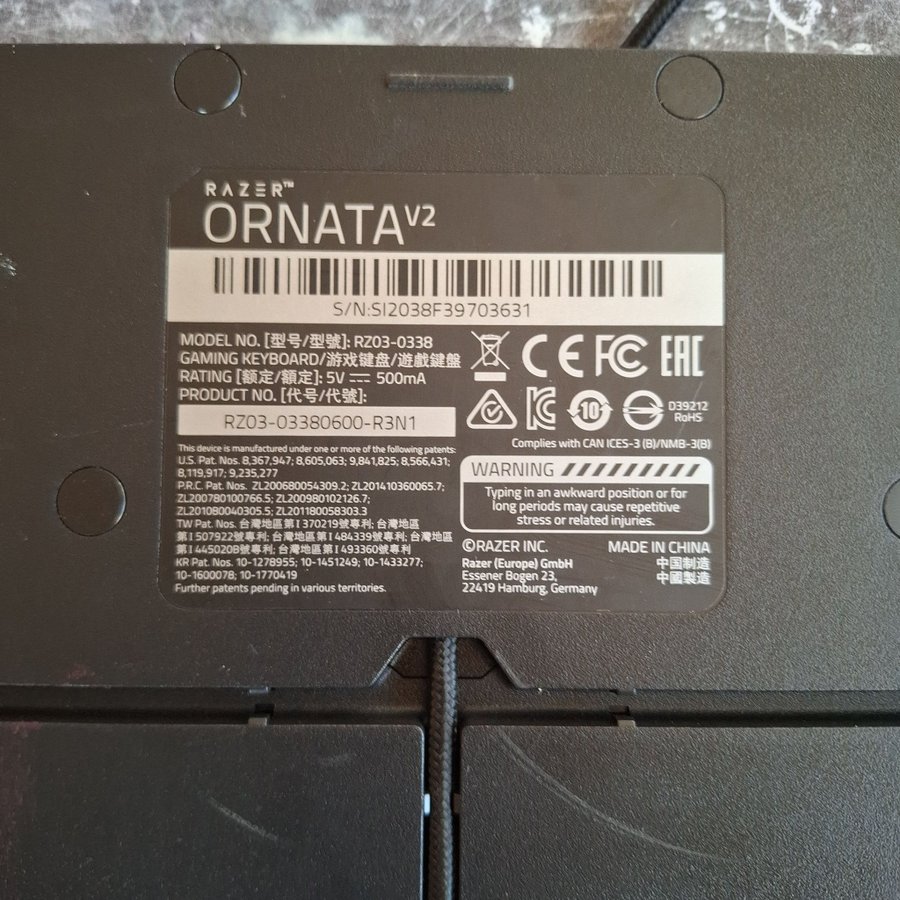 RAZER™
ORNATA V2
S/N:SI2038F39703631
MODEL NO. [型号/型號]: RZ03-0338
GAMING KEYBOARD/游戏键盘/遊戲鍵盤
RATING [额定/額定]: 5V ⎓ 500mA
PRODUCT NO. [代号/代號]:
RZ03-03380600-R3N1
This device is manufactured under one or more of the following patents:
U.S. Pat. Nos. 8,367,947; 8,605,063; 9,841,825; 8,566,431;
8,119,917; 9,235,277
P.R.C. Pat. Nos. ZL200680054309.2; ZL201410360065.7;
ZL200780100766.5; ZL200980102126.7;
ZL201080040305.5; ZL201180058303.3
TW Pat. Nos. 台灣地區第I370219號專利; 台灣地區
第I507922號專利; 台灣地區第I484339號專利; 台灣地區
第I445020B號專利; 台灣地區第I493360號專利
KR Pat. Nos. 10-1278955; 10-1451249; 10-1433277;
10-1600078; 10-1770419
Further patents pending in various territories.
CE FC EAC
KC 10 D39212
RoHS
Complies with CAN ICES-3 (B)/NMB-3(B)
WARNING
Typing in an awkward position or for
long periods may cause repetitive
stress or related injuries.
©RAZER INC.
Razer (Europe) GmbH
Essener Bogen 23,
22419 Hamburg, Germany
MADE IN CHINA
中国制造
中國製造